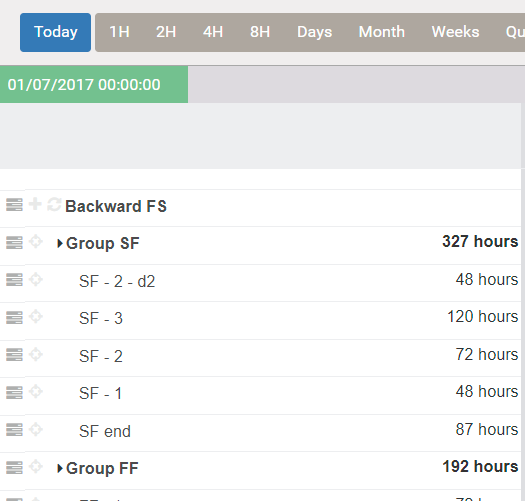 Today 1H 2H 4H 8H Days Month Weeks
01/07/2017 00:00:00
Backward FS
Group SF 327 hours
SF - 2 - d2 48 hours
SF - 3 120 hours
SF - 2 72 hours
SF - 1 48 hours
SF end 87 hours
Group FF 192 hours